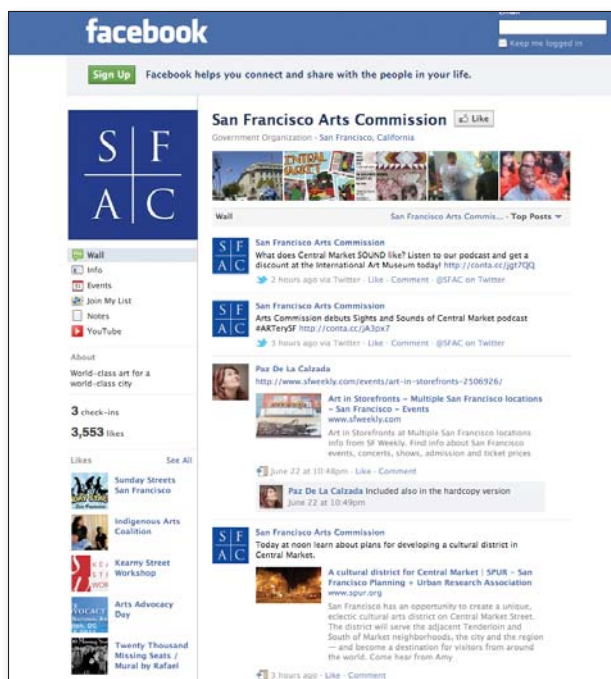 facebook
Keep me logged in
Sign Up Facebook helps you connect and share with the people in your life.
S F
A C
Wall
Info
Events
Join My List
Notes
YouTube
About
World-class art for a
world-class city
3 check-ins
3,553 likes
Likes See All
Sunday Streets
San Francisco
Indigenous Arts
Coalition
Kearny Street
Workshop
Arts Advocacy
Day
Twenty Thousand
Missing Seats /
Mural by Rafael
San Francisco Arts Commission Like
Government Organization - San Francisco, California
CENTRAL
MARKET
Wall San Francisco Arts Commis... · Top Posts
S F
A C
San Francisco Arts Commission
What does Central Market SOUND like? Listen to our podcast and get a
discount at the International Art Museum today! http://conta.cc/jgt7QQ
2 hours ago via Twitter · Like · Comment · @SFAC on Twitter
S F
A C
San Francisco Arts Commission
Arts Commission debuts Sights and Sounds of Central Market podcast
#ARTerySF http://conta.cc/jA3px7
3 hours ago via Twitter · Like · Comment · @SFAC on Twitter
Paz De La Calzada
http://www.sfweekly.com/events/art-in-storefronts-2506926/
Art in Storefronts - Multiple San Francisco locations
- San Francisco - Events
www.sfweekly.com
Art in Storefronts at Multiple San Francisco locations
info from SF Weekly. Find info about San Francisco
events, concerts, shows, admission and ticket prices
June 22 at 10:48pm · Like · Comment
Paz De La Calzada Included also in the hardcopy version
June 22 at 10:49pm
S F
A C
San Francisco Arts Commission
Today at noon learn about plans for developing a cultural district in
Central Market.
A cultural district for Central Market | SPUR - San
Francisco Planning + Urban Research Association
www.spur.org
San Francisco has an opportunity to create a unique,
eclectic cultural arts district on Central Market Street.
The district will serve the adjacent Tenderloin and
South of Market neighborhoods, the city and the region
— and become a destination for visitors from around
the world. Come hear from Amy
3 hours ago · Like · Comment